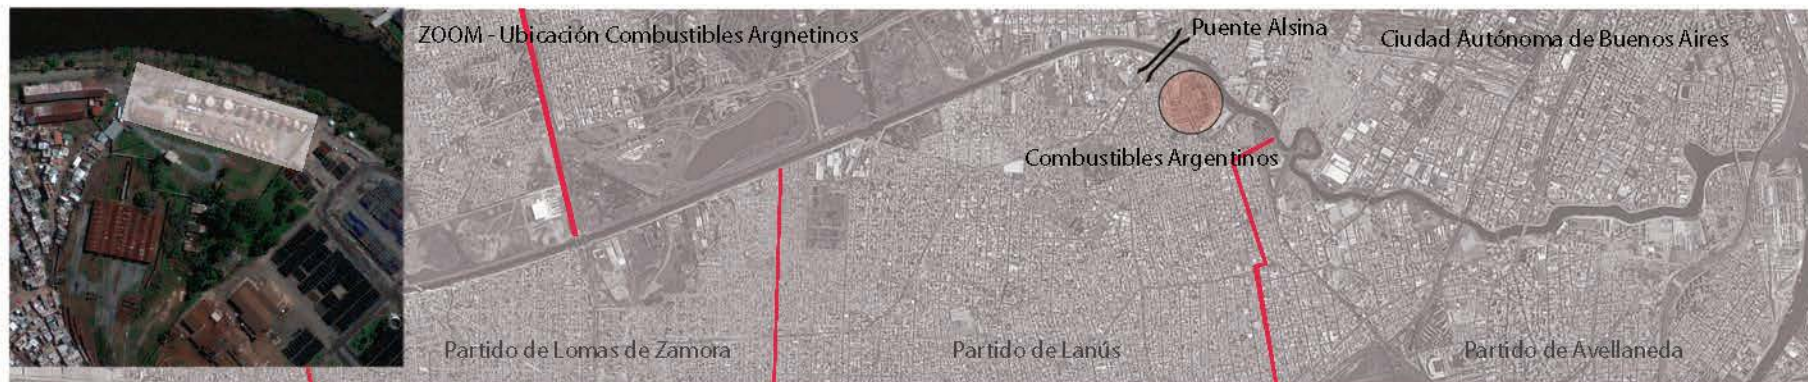 ZOOM - Ubicación Combustibles Argnetinos
Puente Alsina
Ciudad Autónoma de Buenos Aires
Combustibles Argentinos
Partido de Lomas de Zamora
Partido de Lanús
Partido de Avellaneda